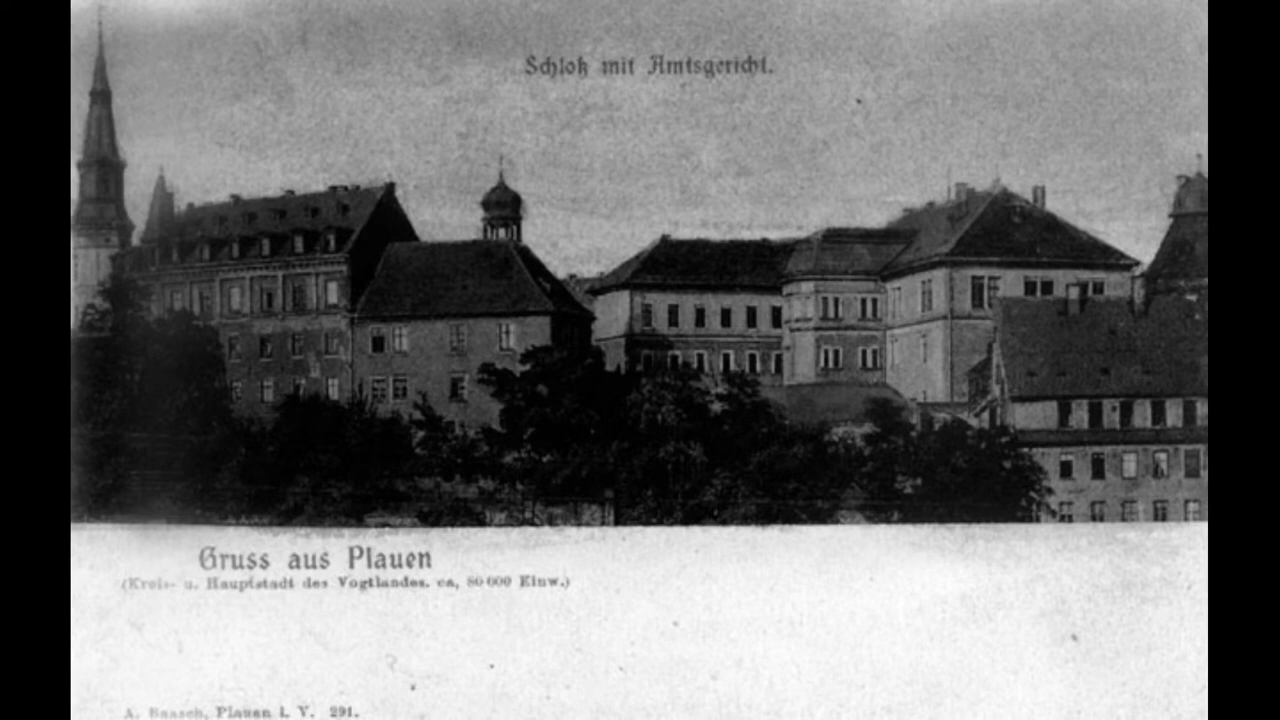 Schloß mit Amtsgericht.
Gruss aus Plauen
(Kreis- u. Hauptstadt des Vogtlandes. ca, 80 000 Einw.)
A. Baasch, Plauen i. V. 291.